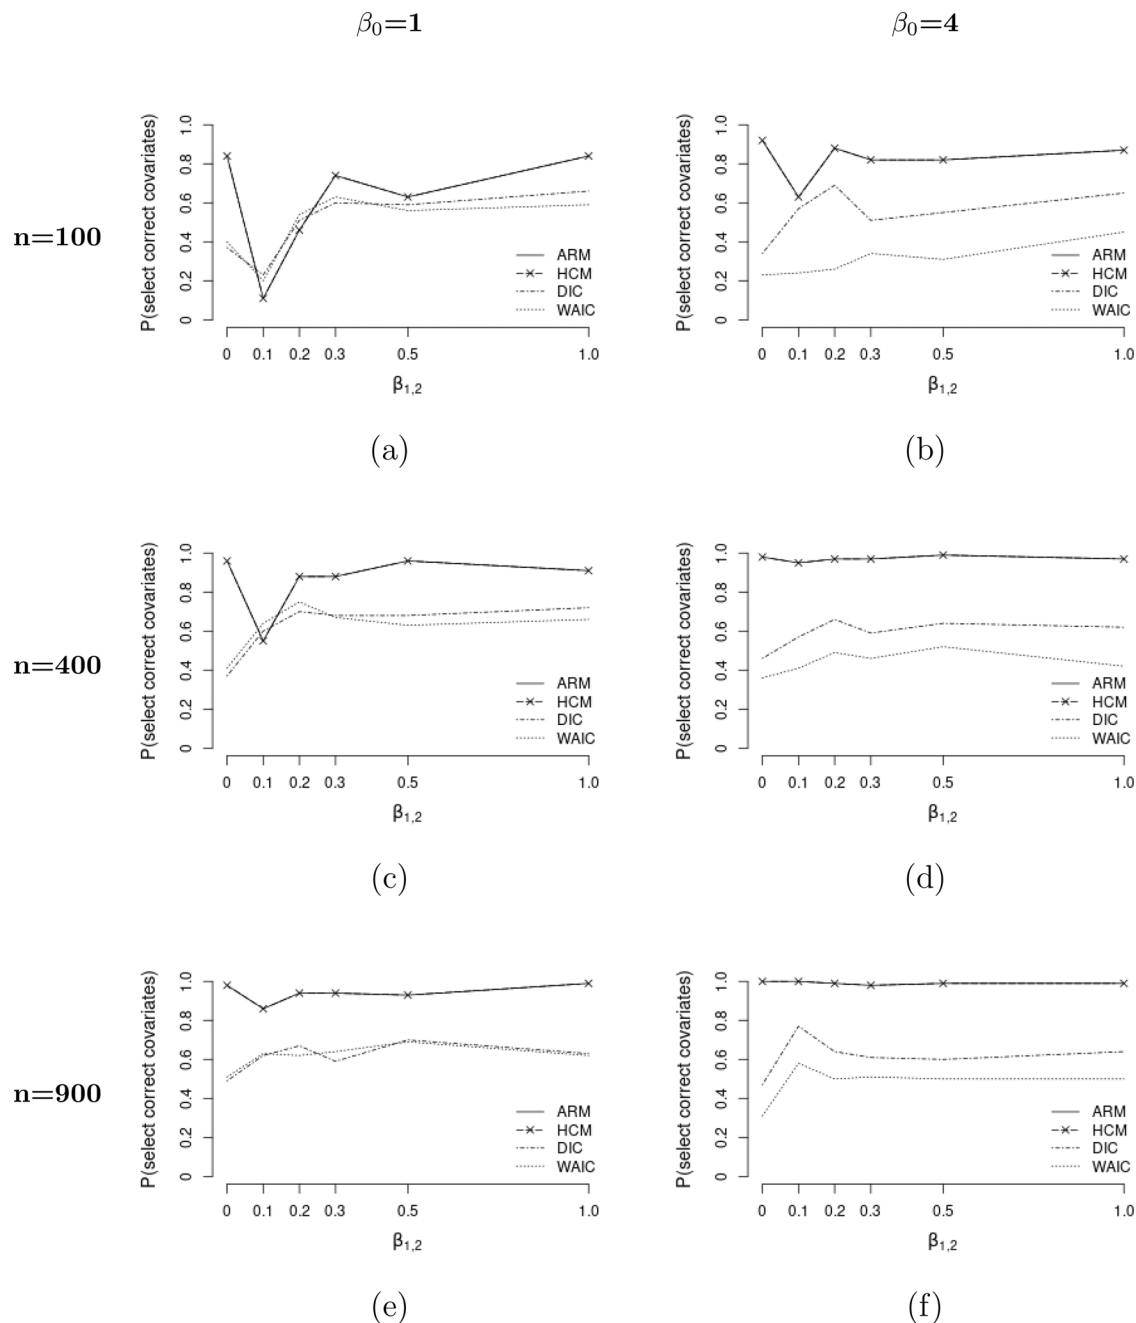 β0=1 β0=4
n=100
P(select correct covariates)
1.0
0.8
0.6
0.4
0.2
0
ARM
HCM
DIC
WAIC
0 0.1 0.2 0.3 0.5 1.0
β1,2
(a)
P(select correct covariates)
1.0
0.8
0.6
0.4
0.2
0
ARM
HCM
DIC
WAIC
0 0.1 0.2 0.3 0.5 1.0
β1,2
(b)
n=400
P(select correct covariates)
1.0
0.8
0.6
0.4
0.2
0
ARM
HCM
DIC
WAIC
0 0.1 0.2 0.3 0.5 1.0
β1,2
(c)
P(select correct covariates)
1.0
0.8
0.6
0.4
0.2
0
ARM
HCM
DIC
WAIC
0 0.1 0.2 0.3 0.5 1.0
β1,2
(d)
n=900
P(select correct covariates)
1.0
0.8
0.6
0.4
0.2
0
ARM
HCM
DIC
WAIC
0 0.1 0.2 0.3 0.5 1.0
β1,2
(e)
P(select correct covariates)
1.0
0.8
0.6
0.4
0.2
0
ARM
HCM
DIC
WAIC
0 0.1 0.2 0.3 0.5 1.0
β1,2
(f)